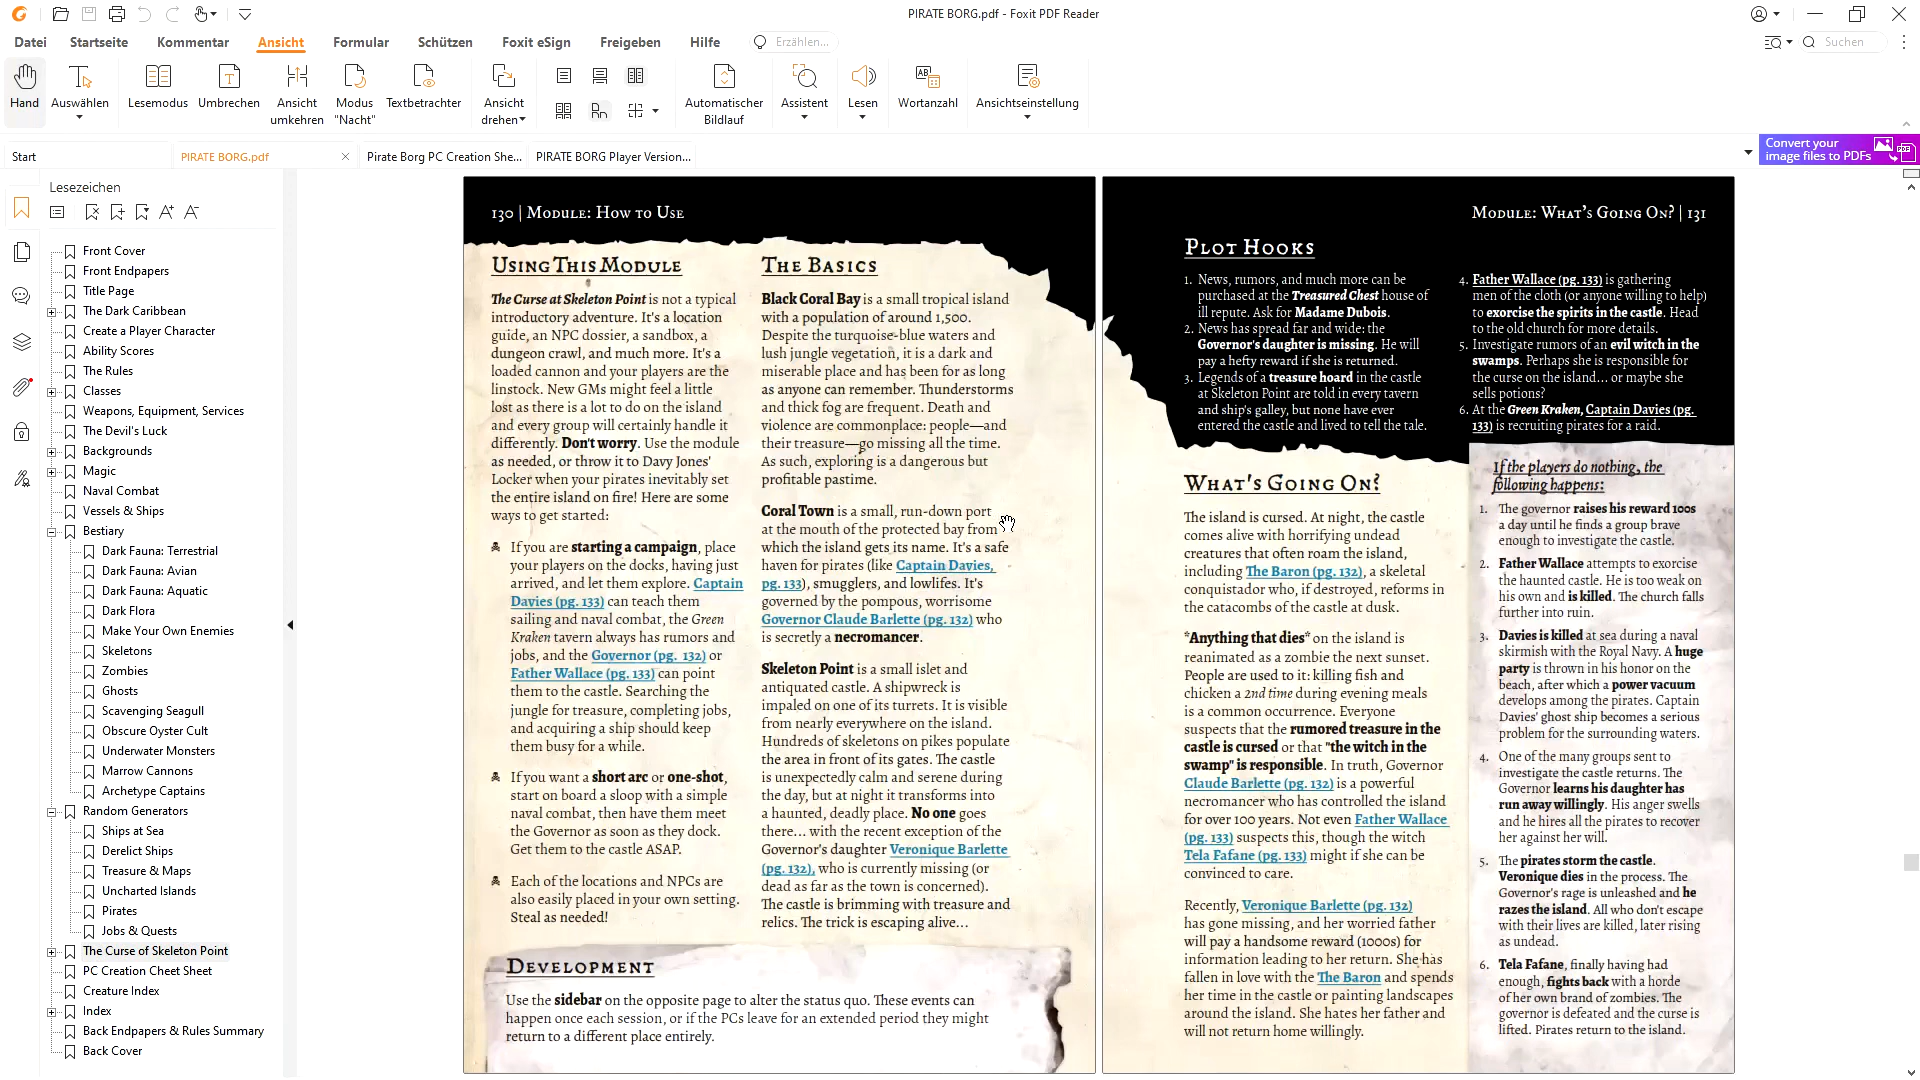 PIRATE BORG.pdf - Foxit PDF Reader
Datei Startseite Kommentar Ansicht Formular Schützen Foxit eSign Freigeben Hilfe Erzählen... Suchen
Hand Auswählen Lesemodus Umbrechen Ansicht umkehren Modus "Nacht" Textbetrachter Ansicht drehen Automatischer Bildlauf Assistent Lesen Wortanzahl Ansichtseinstellung
Start PIRATE BORG.pdf Pirate Borg PC Creation She... PIRATE BORG Player Version...
Convert your
image files to PDFs
Lesezeichen
Front Cover
Front Endpapers
Title Page
The Dark Caribbean
Create a Player Character
Ability Scores
The Rules
Classes
Weapons, Equipment, Services
The Devil's Luck
Backgrounds
Magic
Naval Combat
Vessels & Ships
Bestiary
Dark Fauna: Terrestrial
Dark Fauna: Avian
Dark Fauna: Aquatic
Dark Flora
Make Your Own Enemies
Skeletons
Zombies
Ghosts
Scavenging Seagull
Obscure Oyster Cult
Underwater Monsters
Marrow Cannons
Archetype Captains
Random Generators
Ships at Sea
Derelict Ships
Treasure & Maps
Uncharted Islands
Pirates
Jobs & Quests
The Curse of Skeleton Point
PC Creation Cheet Sheet
Creature Index
Index
Back Endpapers & Rules Summary
Back Cover
130 | Module: How to Use
Using This Module
The Curse at Skeleton Point is not a typical
introductory adventure. It's a location
guide, an NPC dossier, a sandbox, a
dungeon crawl, and much more. It's a
loaded cannon and your players are the
linstock. New GMs might feel a little
lost as there is a lot to do on the island
and every group will certainly handle it
differently. Don't worry. Use the module
as needed, or throw it to Davy Jones'
Locker when your pirates inevitably set
the entire island on fire! Here are some
ways to get started:
If you are starting a campaign, place
your players on the docks, having just
arrived, and let them explore. Captain
Davies (pg. 133) can teach them
sailing and naval combat, the Green
Kraken tavern always has rumors and
jobs, and the Governor (pg. 132) or
Father Wallace (pg. 133) can point
them to the castle. Searching the
jungle for treasure, completing jobs,
and acquiring a ship should keep
them busy for a while.
If you want a short arc or one-shot,
start on board a sloop with a simple
naval combat, then have them meet
the Governor as soon as they dock.
Get them to the castle ASAP.
Each of the locations and NPCs are
also easily placed in your own setting.
Steal as needed!
The Basics
Black Coral Bay is a small tropical island
with a population of around 1,500.
Despite the turquoise-blue waters and
lush jungle vegetation, it is a dark and
miserable place and has been for as long
as anyone can remember. Thunderstorms
and thick fog are frequent. Death and
violence are commonplace: people—and
their treasure—go missing all the time.
As such, exploring is a dangerous but
profitable pastime.
Coral Town is a small, run-down port
at the mouth of the protected bay from
which the island gets its name. It's a safe
haven for pirates (like Captain Davies,
pg. 133), smugglers, and lowlifes. It's
governed by the pompous, worrisome
Governor Claude Barlette (pg. 132) who
is secretly a necromancer.
Skeleton Point is a small islet and
antiquated castle. A shipwreck is
impaled on one of its turrets. It is visible
from nearly everywhere on the island.
Hundreds of skeletons on pikes populate
the area in front of its gates. The castle
is unexpectedly calm and serene during
the day, but at night it transforms into
a haunted, deadly place. No one goes
there... with the recent exception of the
Governor's daughter Veronique Barlette
(pg. 132), who is currently missing (or
dead as far as the town is concerned).
The castle is brimming with treasure and
relics. The trick is escaping alive...
Development
Use the sidebar on the opposite page to alter the status quo. These events can
happen once each session, or if the PCs leave for an extended period they might
return to a different place entirely.
Module: What's Going On? | 131
Plot Hooks
1. News, rumors, and much more can be
purchased at the Treasured Chest house of
ill repute. Ask for Madame Dubois.
2. News has spread far and wide: the
Governor's daughter is missing. He will
pay a hefty reward if she is returned.
3. Legends of a treasure hoard in the castle
at Skeleton Point are told in every tavern
and ship's galley, but none have ever
entered the castle and lived to tell the tale.
4. Father Wallace (pg. 133) is gathering
men of the cloth (or anyone willing to help)
to exorcise the spirits in the castle. Head
to the old church for more details.
5. Investigate rumors of an evil witch in the
swamps. Perhaps she is responsible for
the curse on the island... or maybe she
sells potions?
6. At the Green Kraken, Captain Davies (pg.
133) is recruiting pirates for a raid.
What's Going On?
The island is cursed. At night, the castle
comes alive with horrifying undead
creatures that often roam the island,
including The Baron (pg. 132), a skeletal
conquistador who, if destroyed, reforms in
the catacombs of the castle at dusk.
*Anything that dies* on the island is
reanimated as a zombie the next sunset.
People are used to it: killing fish and
chicken a 2nd time during evening meals
is a common occurrence. Everyone
suspects that the rumored treasure in the
castle is cursed or that "the witch in the
swamp" is responsible. In truth, Governor
Claude Barlette (pg. 132) is a powerful
necromancer who has controlled the island
for over 100 years. Not even Father Wallace
(pg. 133) suspects this, though the witch
Tela Fafane (pg. 133) might if she can be
convinced to care.
Recently, Veronique Barlette (pg. 132)
has gone missing, and her worried father
will pay a handsome reward (1000s) for
information leading to her return. She has
fallen in love with the The Baron and spends
her time in the castle or painting landscapes
around the island. She hates her father and
will not return home willingly.
If the players do nothing, the
following happens:
1. The governor raises his reward 100s
a day until he finds a group brave
enough to investigate the castle.
2. Father Wallace attempts to exorcise
the haunted castle. He is too weak on
his own and is killed. The church falls
further into ruin.
3. Davies is killed at sea during a naval
skirmish with the Royal Navy. A huge
party is thrown in his honor on the
beach, after which a power vacuum
develops among the pirates. Captain
Davies' ghost ship becomes a serious
problem for the surrounding waters.
4. One of the many groups sent to
investigate the castle returns. The
Governor learns his daughter has
run away willingly. His anger swells
and he hires all the pirates to recover
her against her will.
5. The pirates storm the castle.
Veronique dies in the process. The
Governor's rage is unleashed and he
razes the island. All who don't escape
with their lives are killed, later rising
as undead.
6. Tela Fafane, finally having had
enough, fights back with a horde
of her own brand of zombies. The
governor is defeated and the curse is
lifted. Pirates return to the island.